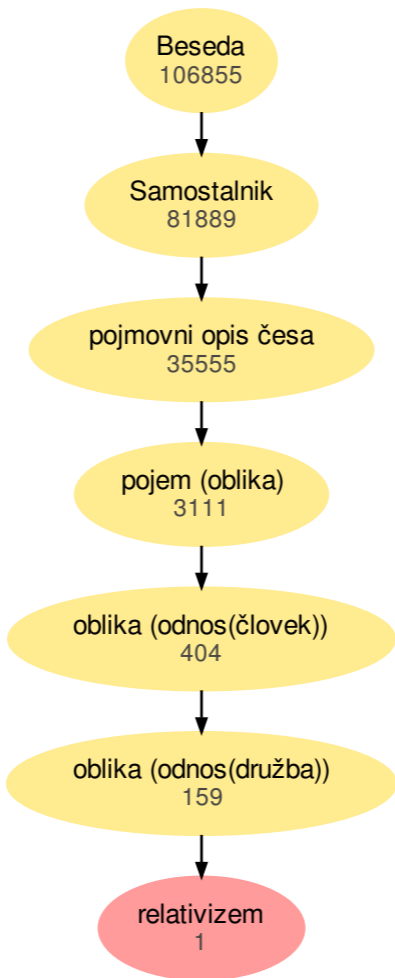 Beseda
106855
Samostalnik
81889
pojmovni opis česa
35555
pojem (oblika)
3111
oblika (odnos(človek))
404
oblika (odnos(družba))
159
relativizem
1